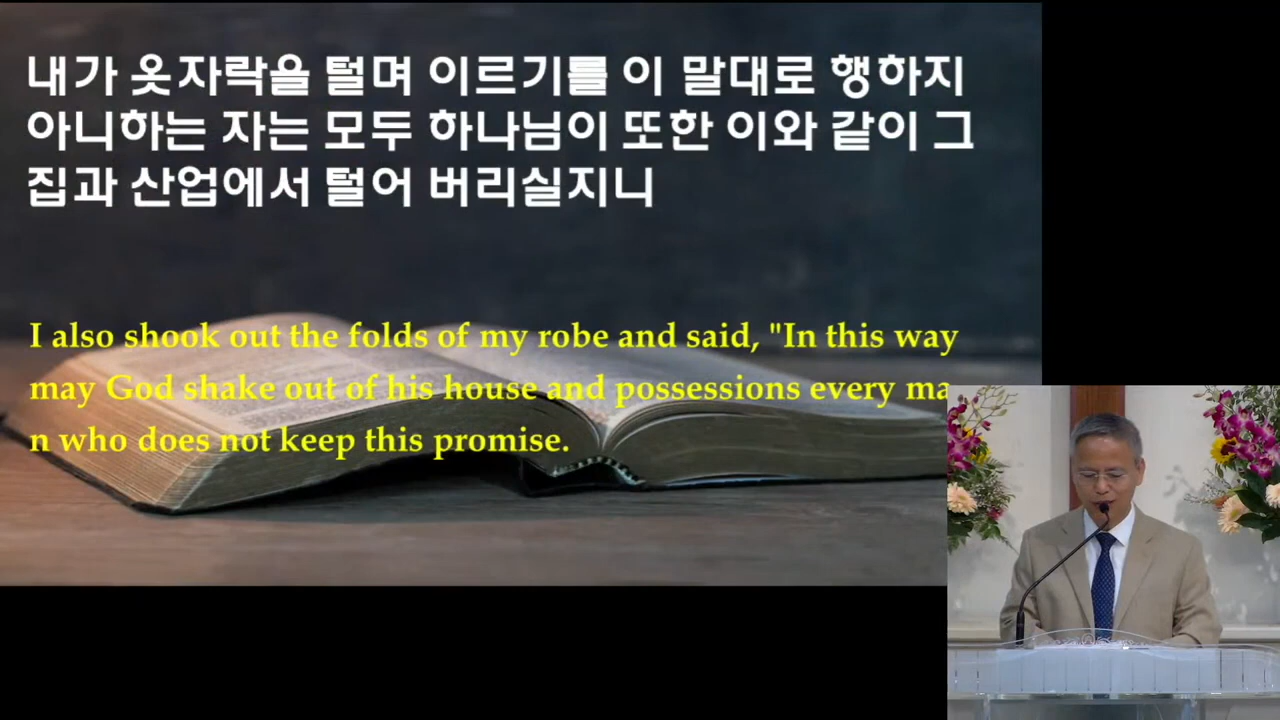 내가 옷자락을 털며 이르기를 이 말대로 행하지
아니하는 자는 모두 하나님이 또한 이와 같이 그
집과 산업에서 털어 버리실지니
I also shook out the folds of my robe and said, "In this way
may God shake out of his house and possessions every ma
n who does not keep this promise.